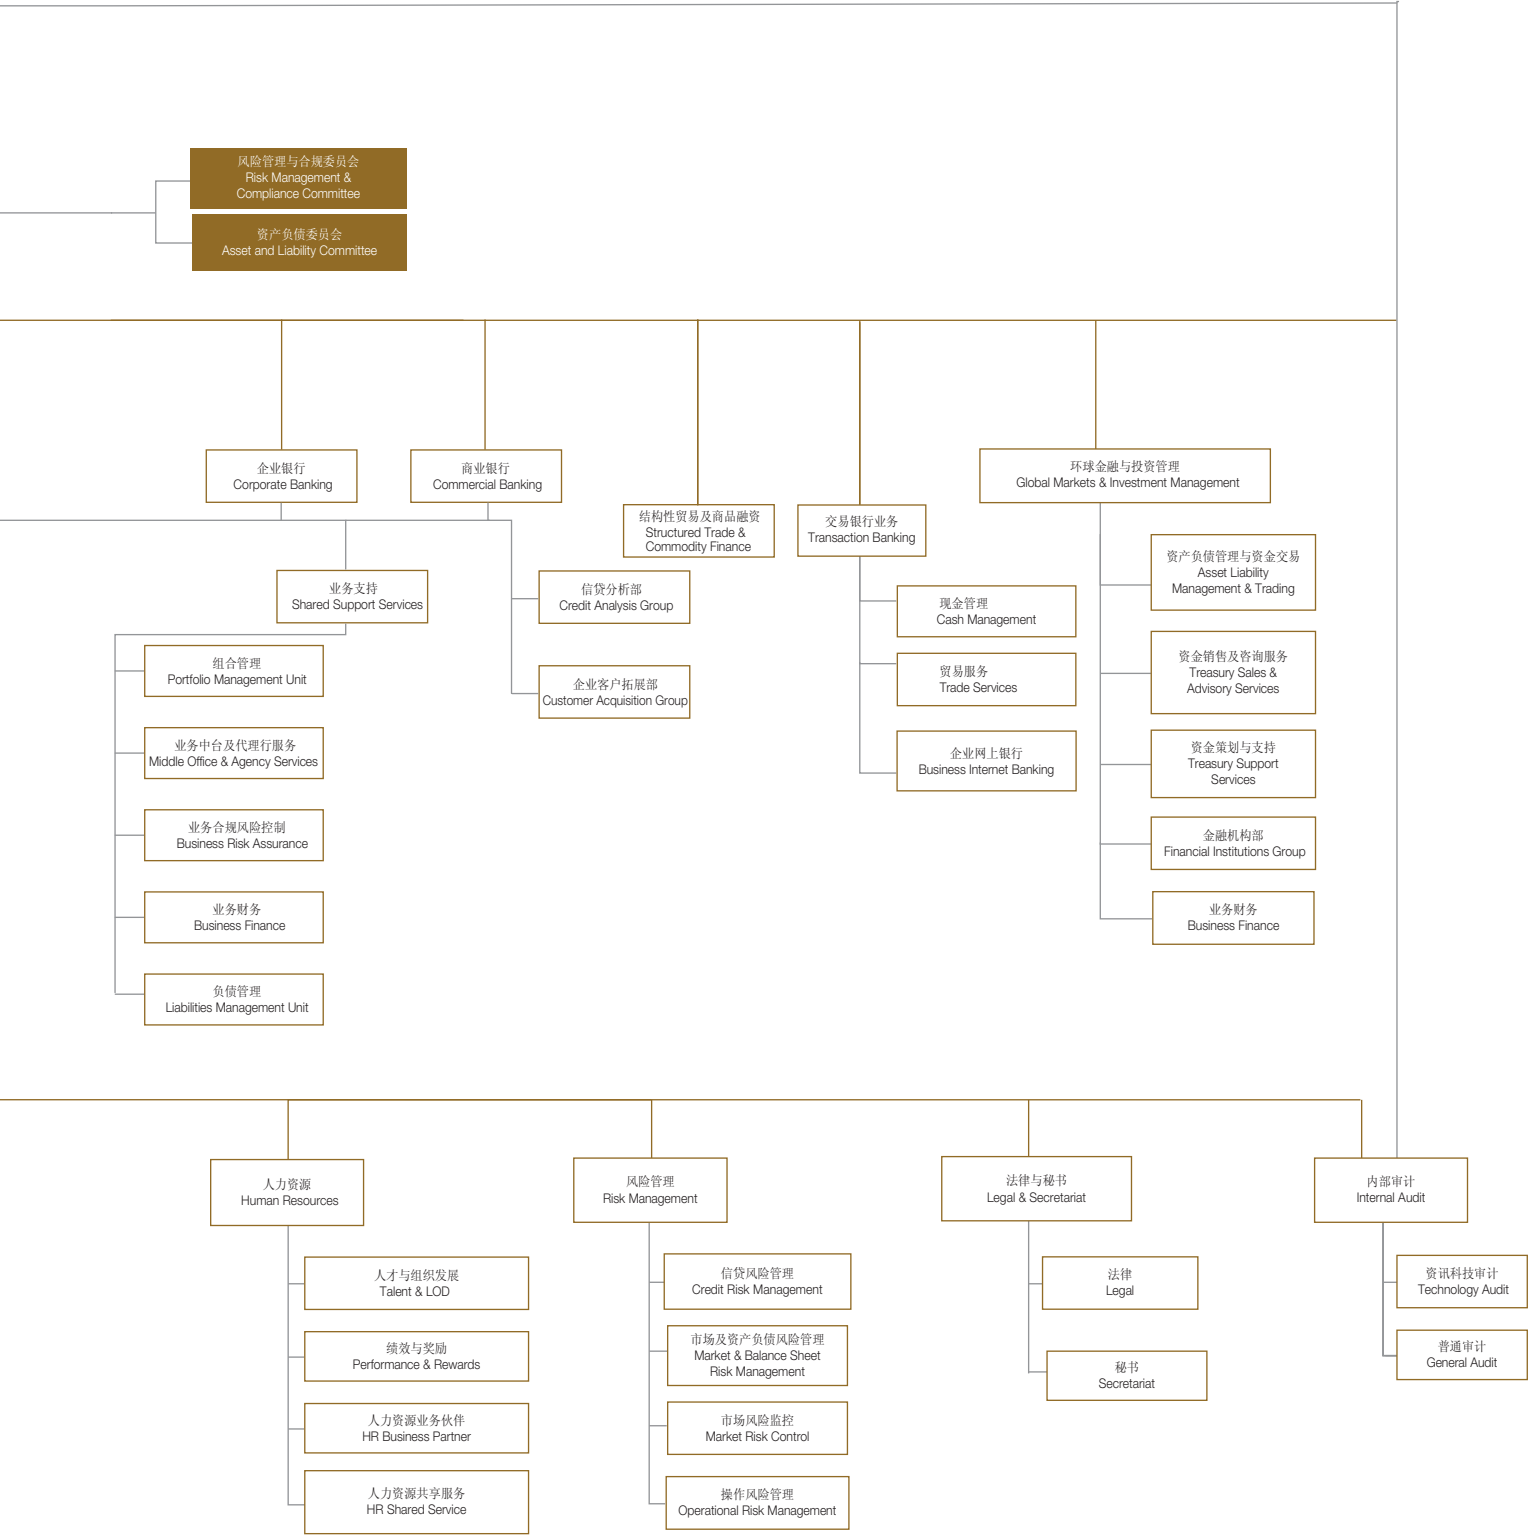 风险管理与合规委员会
Risk Management &
Compliance Committee
资产负债委员会
Asset and Liability Committee
企业银行
Corporate Banking
商业银行
Commercial Banking
结构性贸易及商品融资
Structured Trade &
Commodity Finance
交易银行业务
Transaction Banking
环球金融与投资管理
Global Markets & Investment Management
业务支持
Shared Support Services
组合管理
Portfolio Management Unit
业务中台及代理行服务
Middle Office & Agency Services
业务合规风险控制
Business Risk Assurance
业务财务
Business Finance
负债管理
Liabilities Management Unit
信贷分析部
Credit Analysis Group
企业客户拓展部
Customer Acquisition Group
现金管理
Cash Management
贸易服务
Trade Services
企业网上银行
Business Internet Banking
资产负债管理与资金交易
Asset Liability
Management & Trading
资金销售及咨询服务
Treasury Sales &
Advisory Services
资金策划与支持
Treasury Support
Services
金融机构部
Financial Institutions Group
业务财务
Business Finance
人力资源
Human Resources
人才与组织发展
Talent & LOD
绩效与奖励
Performance & Rewards
人力资源业务伙伴
HR Business Partner
人力资源共享服务
HR Shared Service
风险管理
Risk Management
信贷风险管理
Credit Risk Management
市场及资产负债风险管理
Market & Balance Sheet
Risk Management
市场风险监控
Market Risk Control
操作风险管理
Operational Risk Management
法律与秘书
Legal & Secretariat
法律
Legal
秘书
Secretariat
内部审计
Internal Audit
资讯科技审计
Technology Audit
普通审计
General Audit